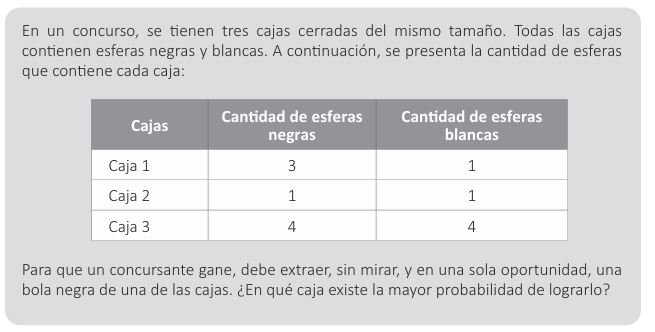 En un concurso, se tienen tres cajas cerradas del mismo tamaño. Todas las cajas
contienen esferas negras y blancas. A continuación, se presenta la cantidad de esferas
que contiene cada caja:
Cajas Cantidad de esferas negras Cantidad de esferas blancas
Caja 1 3 1
Caja 2 1 1
Caja 3 4 4
Para que un concursante gane, debe extraer, sin mirar, y en una sola oportunidad, una
bola negra de una de las cajas. ¿En qué caja existe la mayor probabilidad de lograrlo?